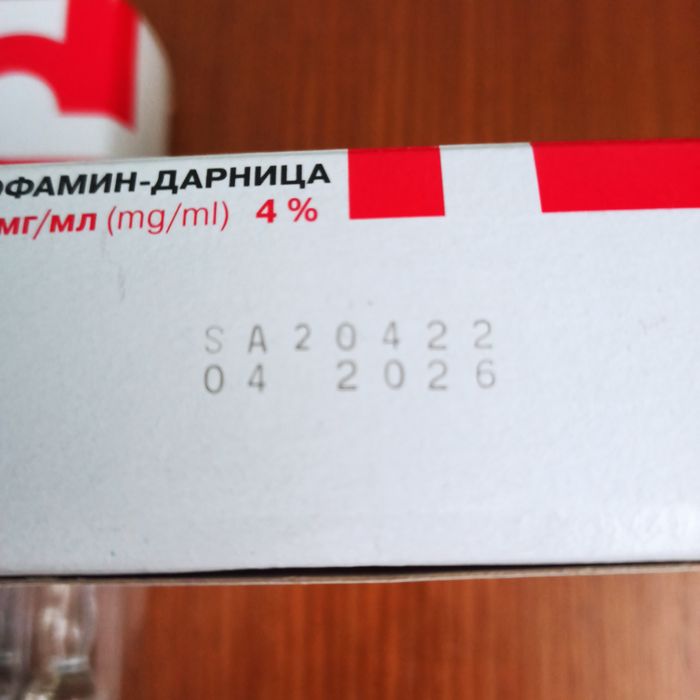 ОФАМИН-ДАРНИЦА
мг/мл (mg/ml) 4 %
SA20422
04 2026